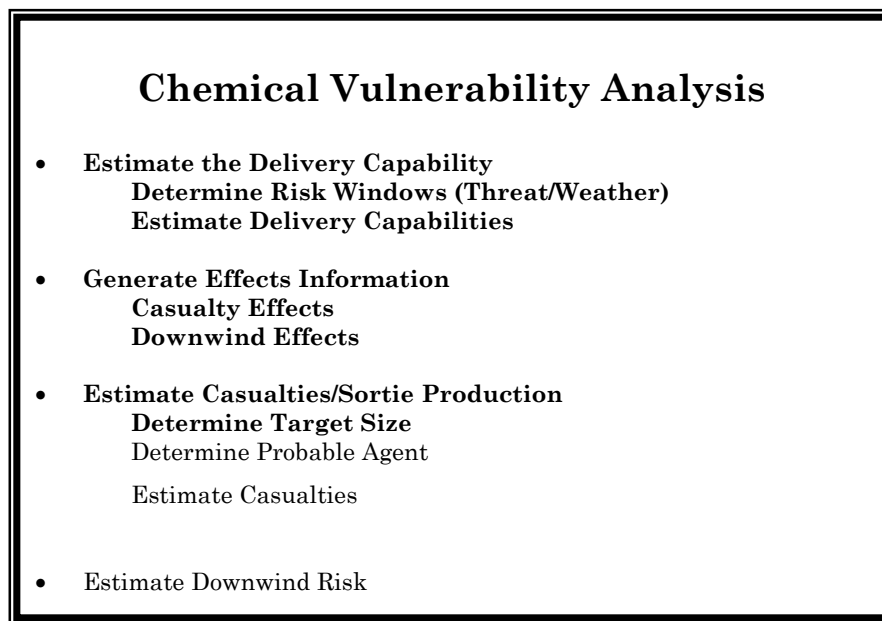 Chemical Vulnerability Analysis
• Estimate the Delivery Capability
Determine Risk Windows (Threat/Weather)
Estimate Delivery Capabilities
• Generate Effects Information
Casualty Effects
Downwind Effects
• Estimate Casualties/Sortie Production
Determine Target Size
Determine Probable Agent
Estimate Casualties
• Estimate Downwind Risk